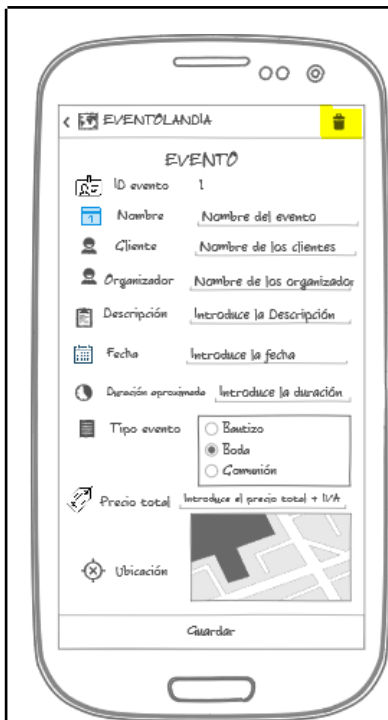 EVENTOLANDIA
EVENTO
ID evento 1
1
Nombre Nombre del evento
Cliente Nombre de los clientes
Organizador Nombre de los organizador
Descripción Introduce la Descripción
Fecha Introduce la fecha
Duración aproximada Introduce la duración
Tipo evento
Bautizo
Boda
Comunión
Precio total Introduce el precio total + IVA
Ubicación
Guardar